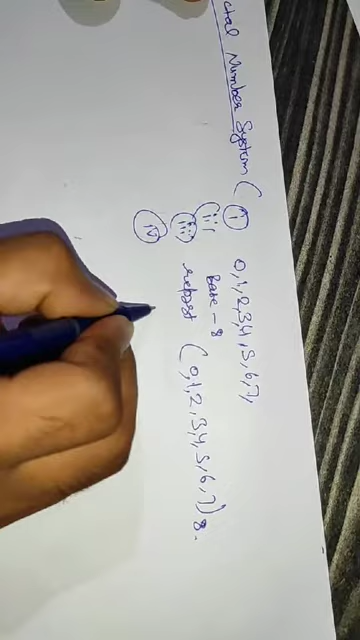 ctal Number System (
(i) 0,1,2,3,4,5,6,7,
(ii) Base - 8
(iii) (0,1,2,3,4,5,6,7)8.
(iv)